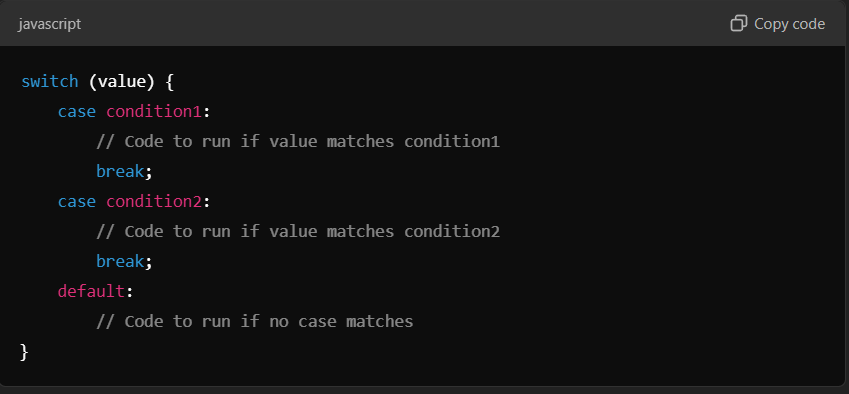 javascript
Copy code
switch (value) {
    case condition1:
        // Code to run if value matches condition1
        break;
    case condition2:
        // Code to run if value matches condition2
        break;
    default:
        // Code to run if no case matches
}